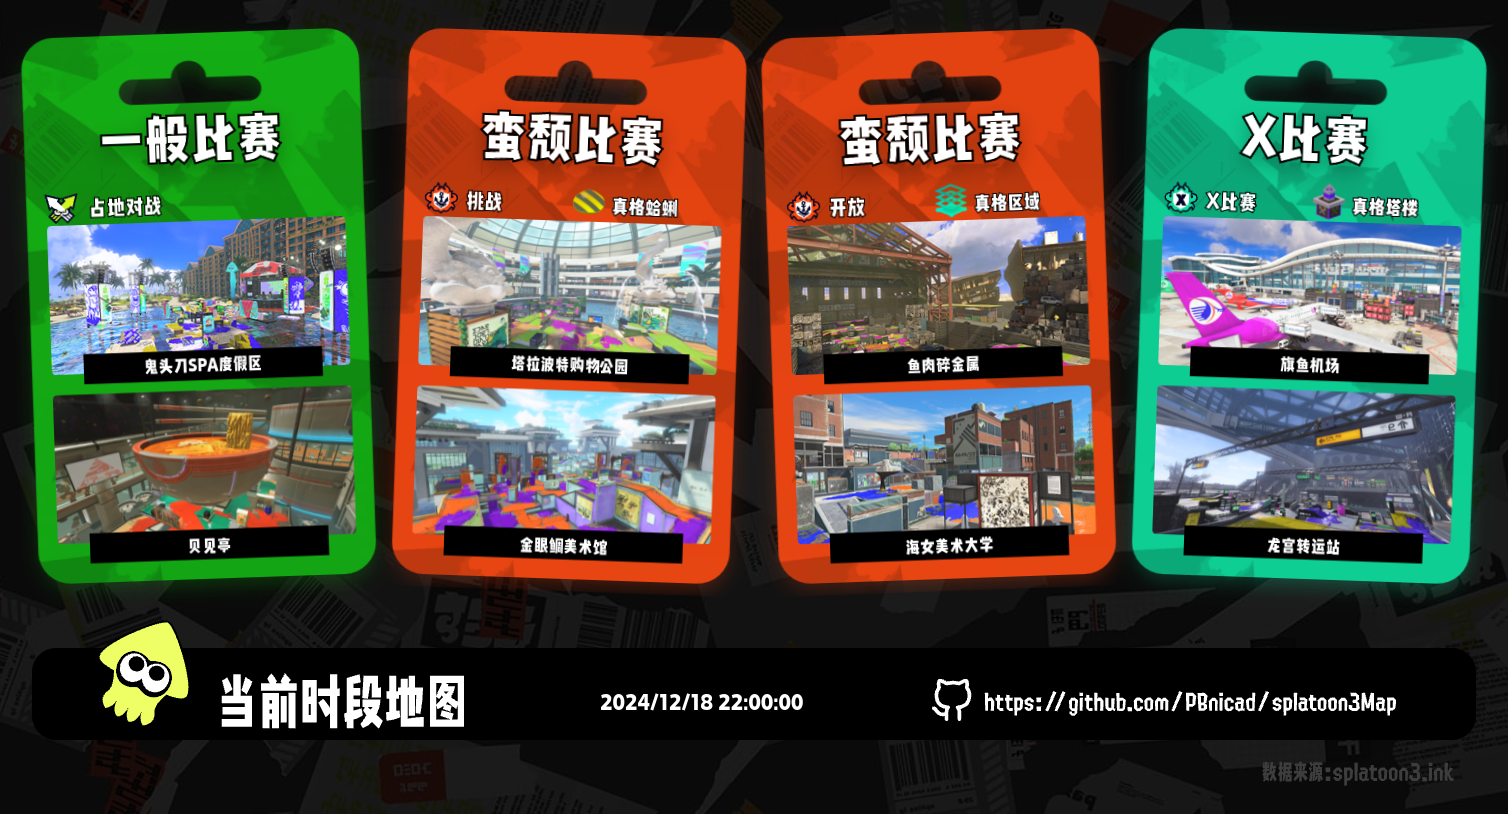 一般比赛
占地对战
鬼头刀SPA度假区
贝见亭
蛮颓比赛
挑战
真格蛤蜊
塔拉波特购物公园
金眼鲷美术馆
蛮颓比赛
开放
真格区域
鱼肉碎金属
海女美术大学
X比赛
X比赛
真格塔楼
旗鱼机场
龙宫转运站
当前时段地图
2024/12/18 22:00:00
https://github.com/PBnicad/splatoon3Map
数据来源:splatoon3.ink